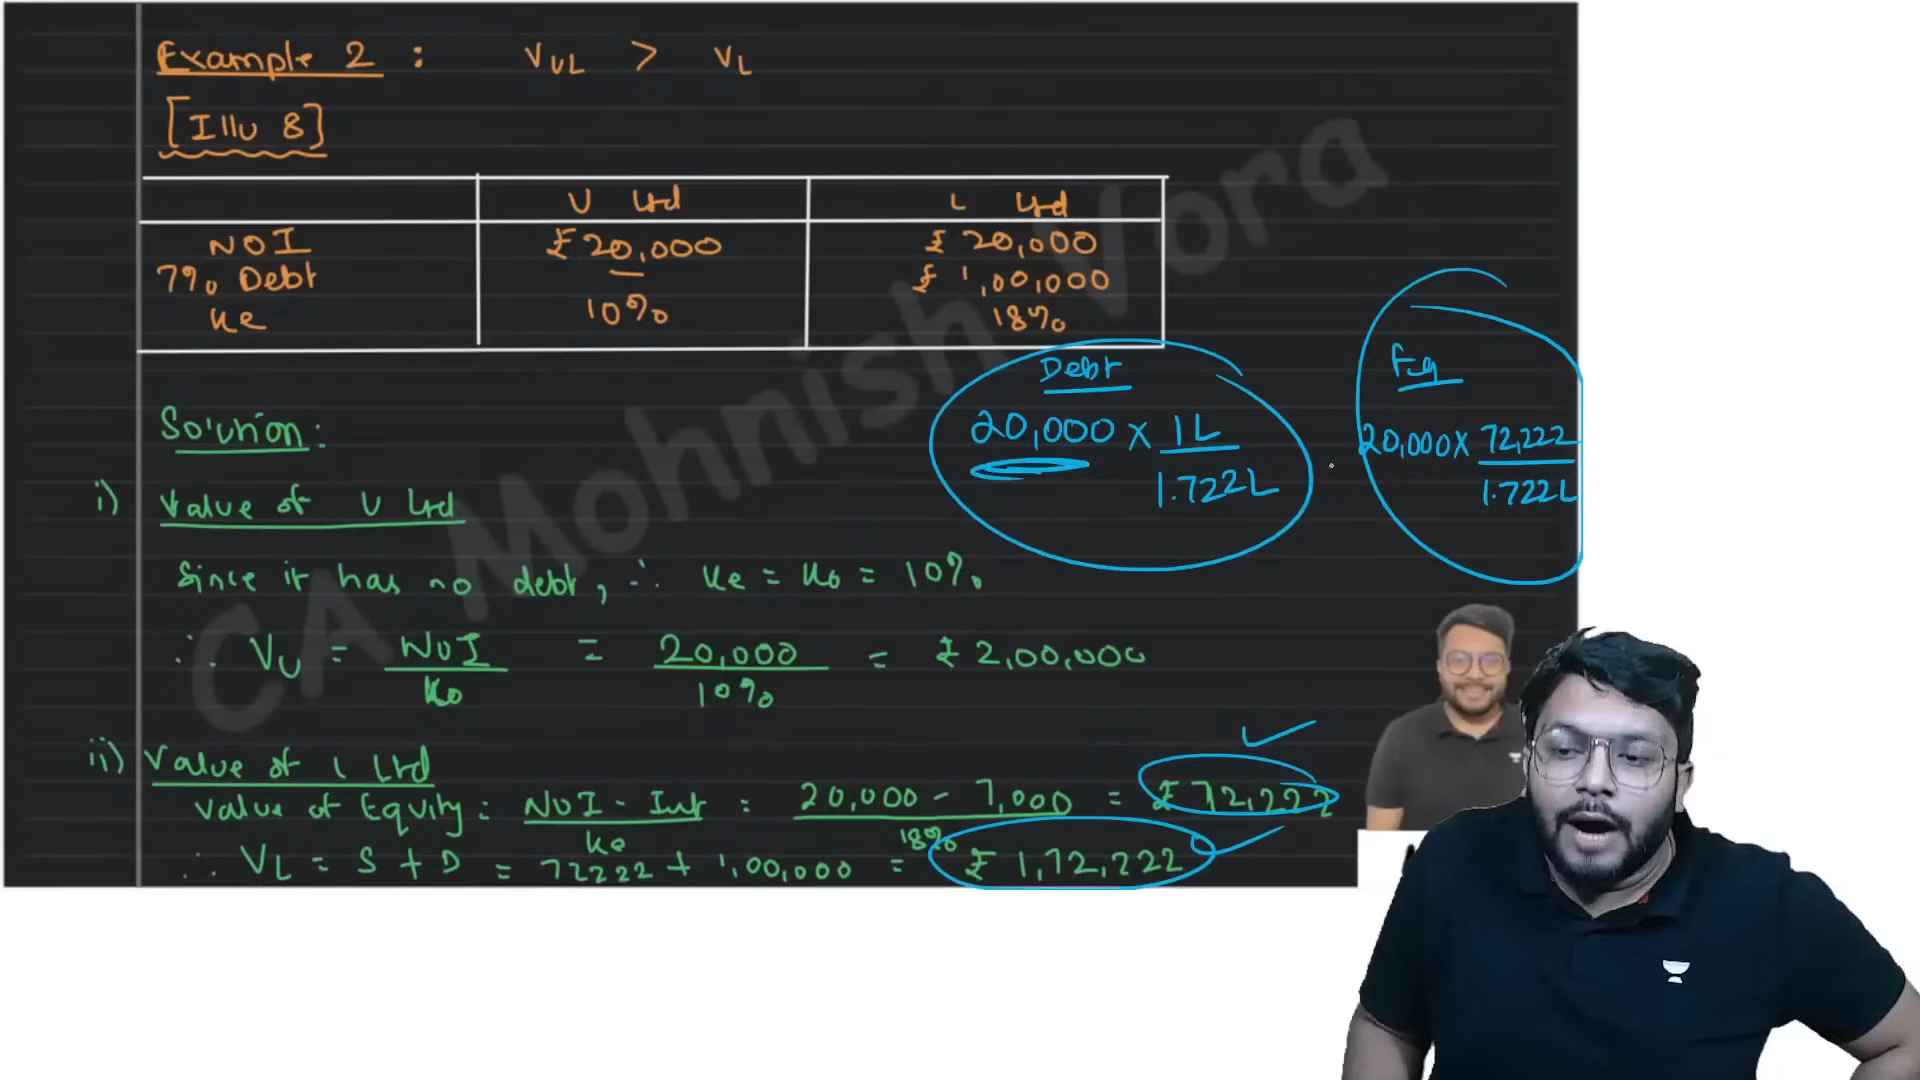 Example 2 : VUL > VL
[Illu 8]
U Ltd L Ltd
NOI ₹ 20,000 ₹ 20,000
7% Debt — ₹ 1,00,000
Ke 10% 18%
Debt
20,000 × 1L / 1.722L
Eq
20,000 × 72,222 / 1.722L
Solution:
i) Value of U Ltd
Since it has no debt, ∴ Ke = Ko = 10%
∴ VU = NOI / Ko = 20,000 / 10% = ₹ 2,00,000
ii) Value of L Ltd
Value of Equity: NOI - Int / Ke = 20,000 - 7,000 / 18% = ₹ 72,222
∴ VL = S + D = 72222 + 1,00,000 = ₹ 1,72,222
CA Mohnish Vora